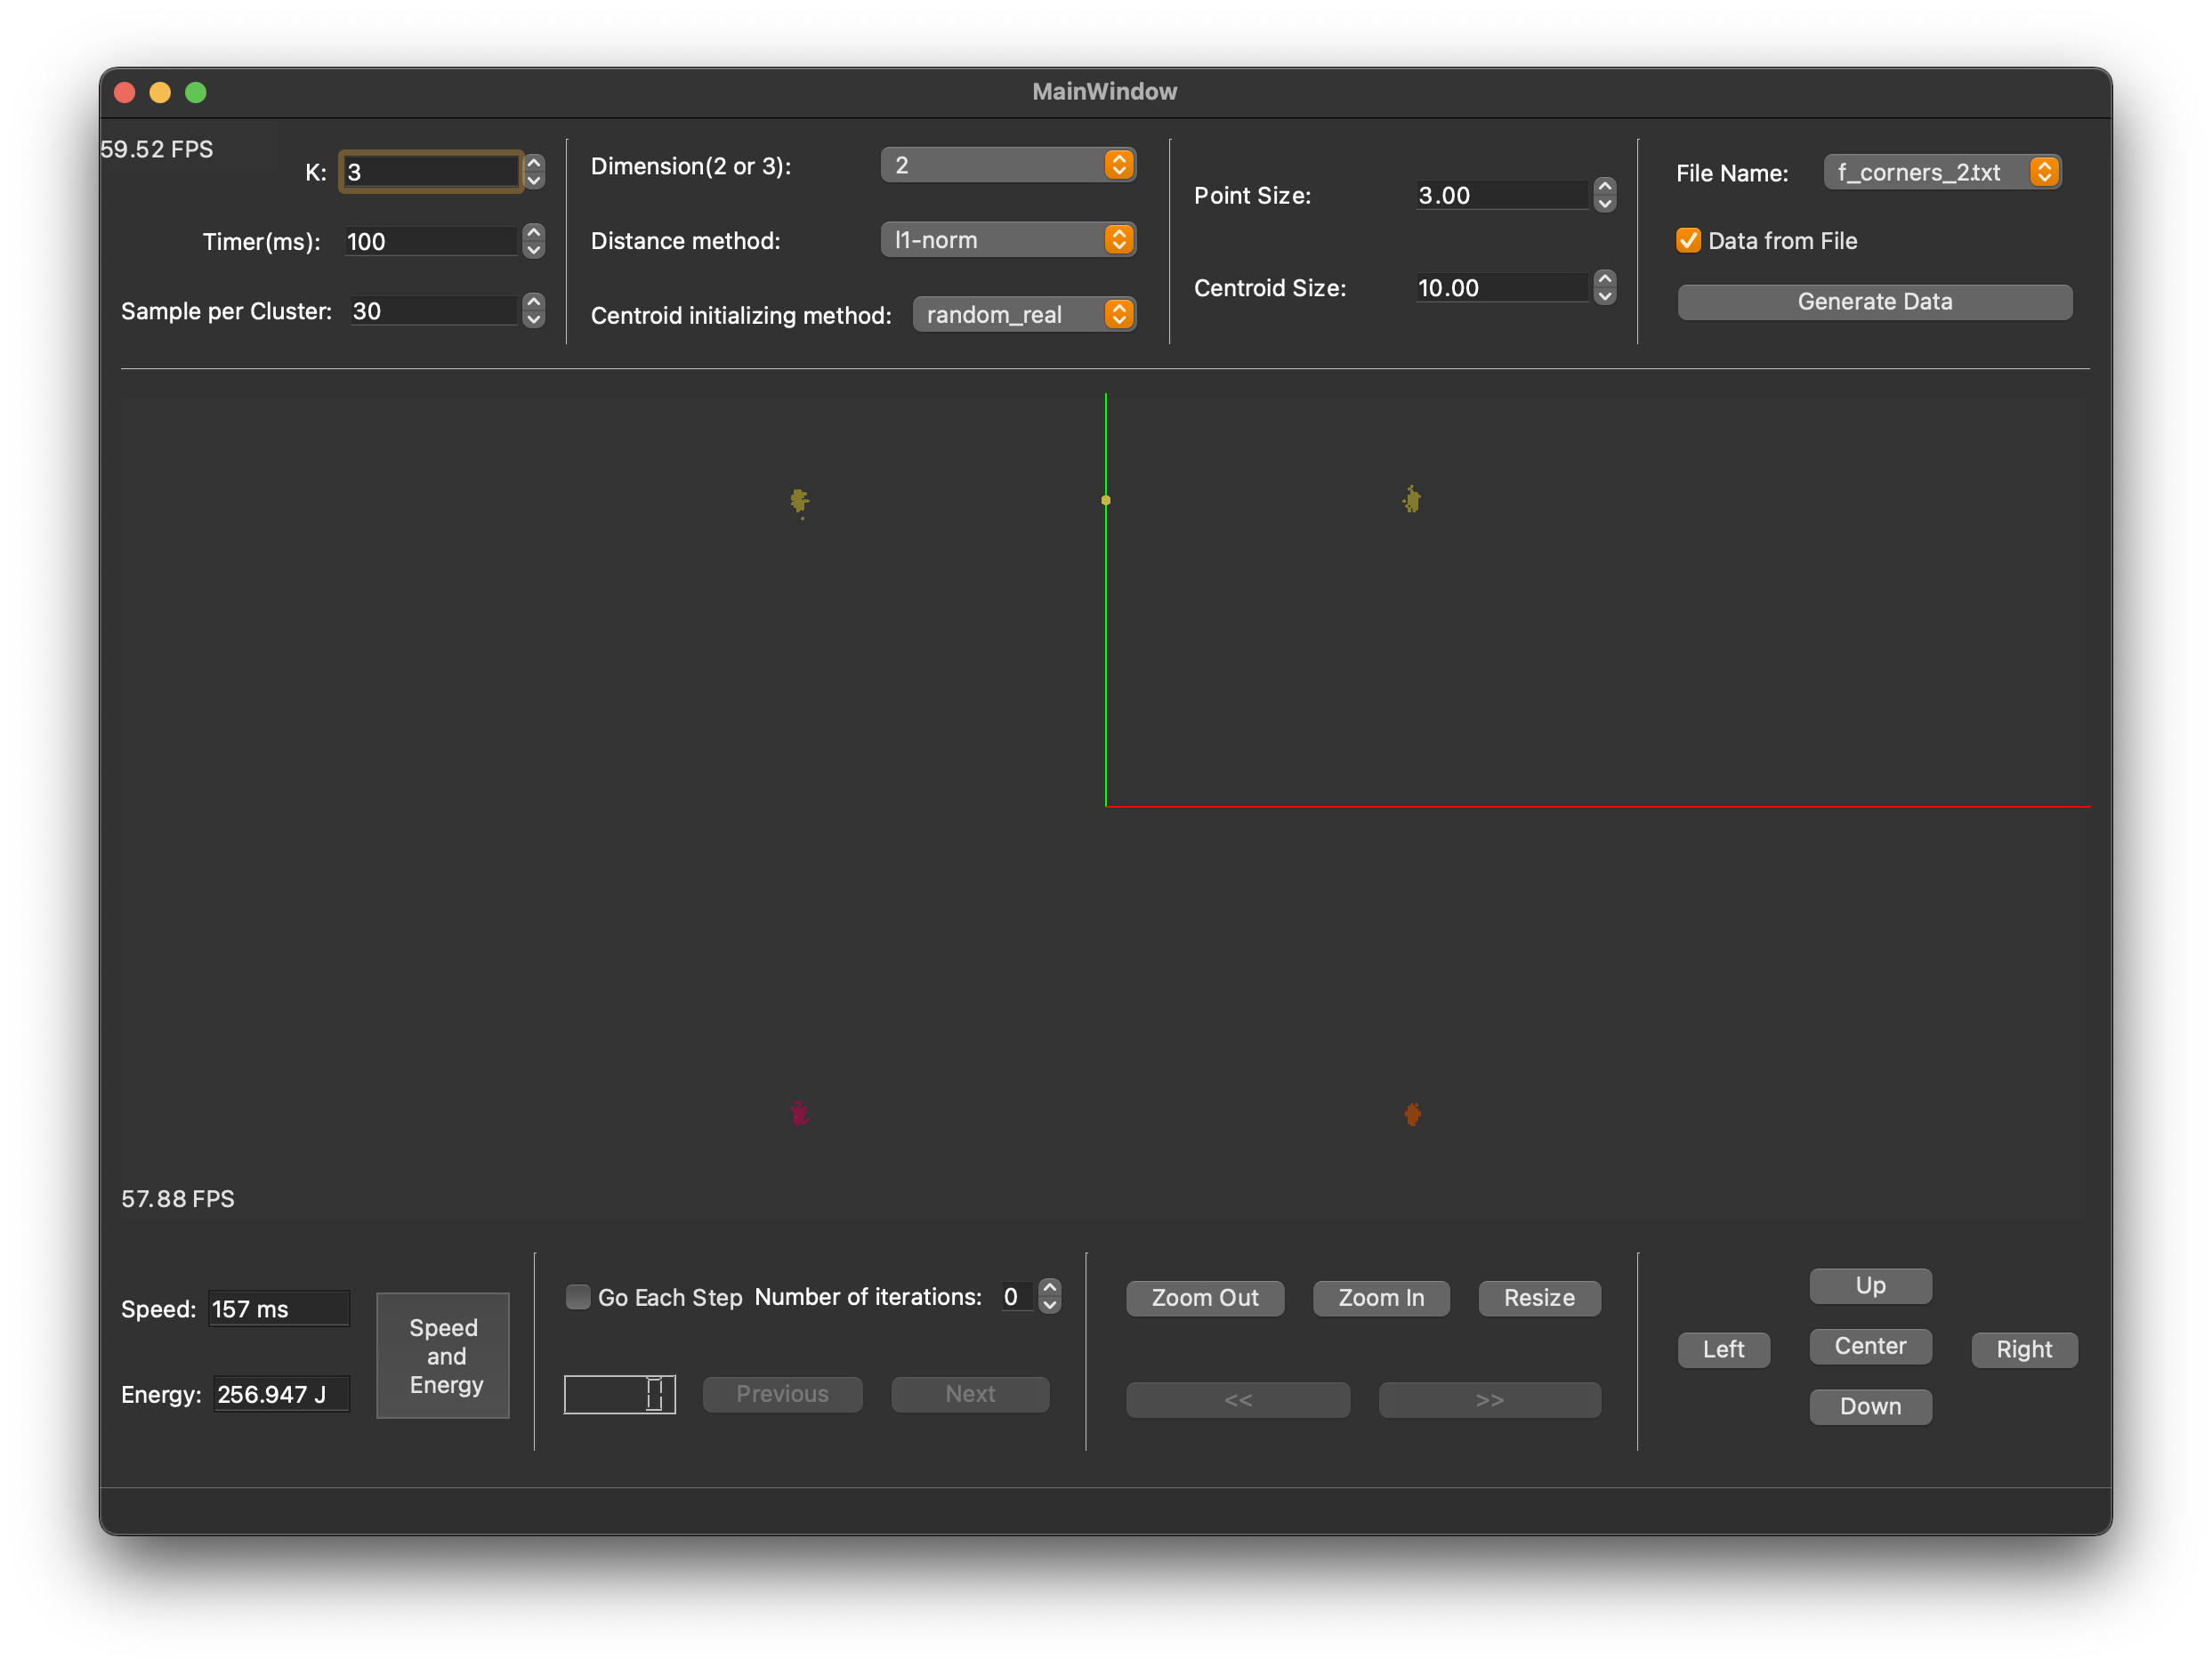 MainWindow
59.52 FPS
K: 3
Timer(ms): 100
Sample per Cluster: 30
Dimension(2 or 3): 2
Distance method: l1-norm
Centroid initializing method: random_real
Point Size: 3.00
Centroid Size: 10.00
File Name: f_corners_2.txt
Data from File
Generate Data
57.88 FPS
Speed: 157 ms
Energy: 256.947 J
Speed
and
Energy
Go Each Step Number of iterations: 0
0 Previous Next
Zoom Out Zoom In Resize
<< >>
Up
Left Center Right
Down